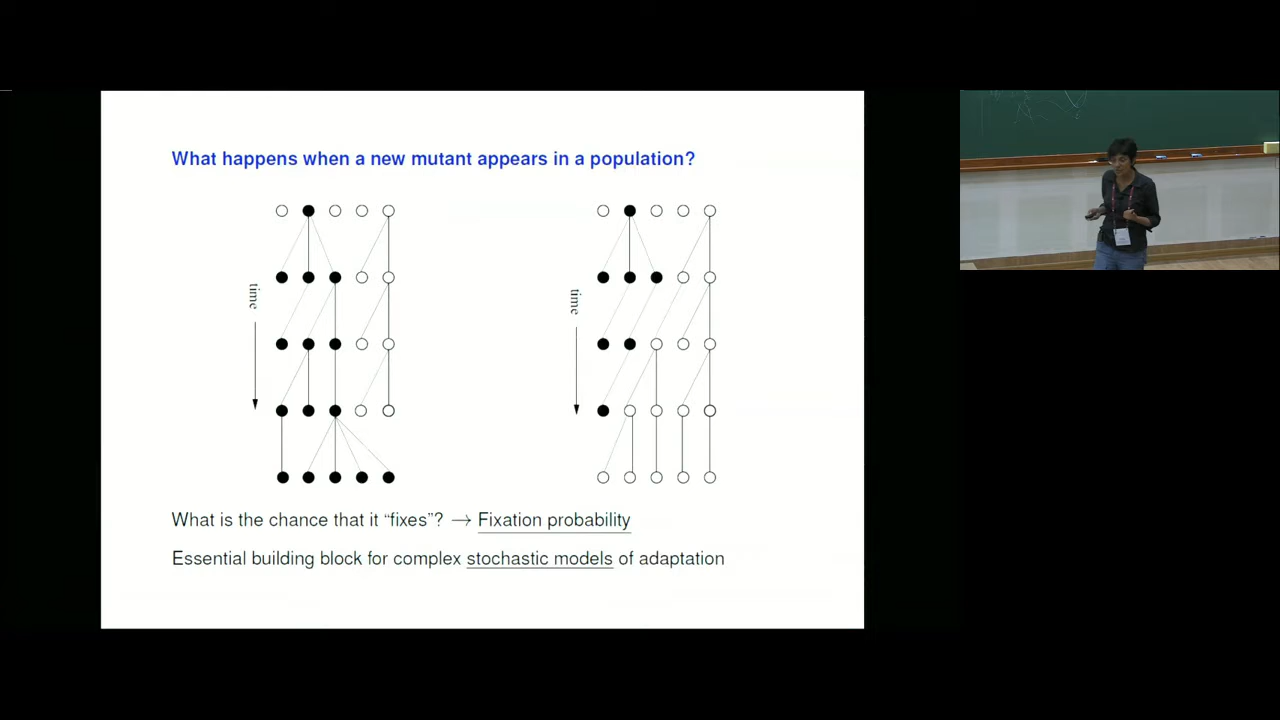 What happens when a new mutant appears in a population?
time
time
What is the chance that it “fixes”? → Fixation probability
Essential building block for complex stochastic models of adaptation